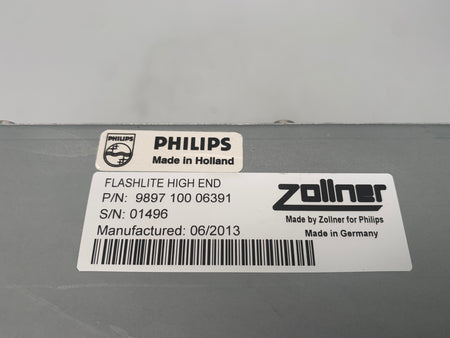 PHILIPS
PHILIPS
Made in Holland
FLASHLITE HIGH END
P/N: 9897 100 06391
S/N: 01496
Manufactured: 06/2013
Zollner
Made by Zollner for Philips
Made in Germany